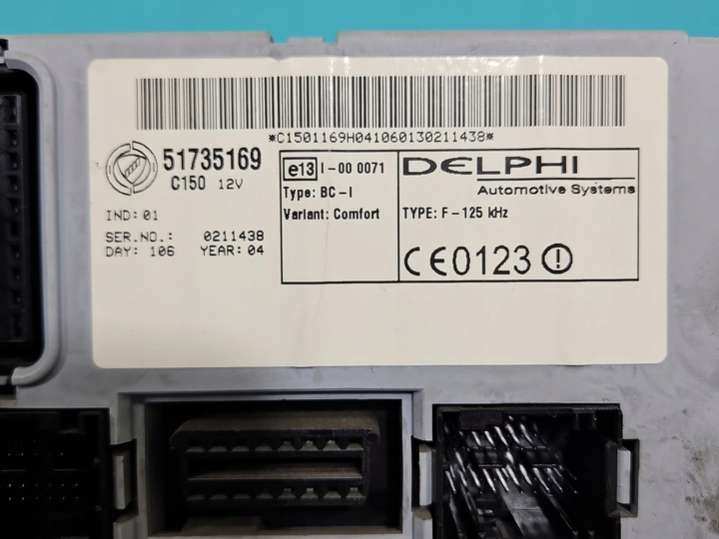 *C1501169H041060130211438*
51735169
C150 12V
IND: 01
SER.NO.: 0211438
DAY: 106 YEAR: 04
e13 I-00 0071
Type: BC-I
Variant: Comfort
DELPHI
Automotive Systems
TYPE: F-125 kHz
CE0123